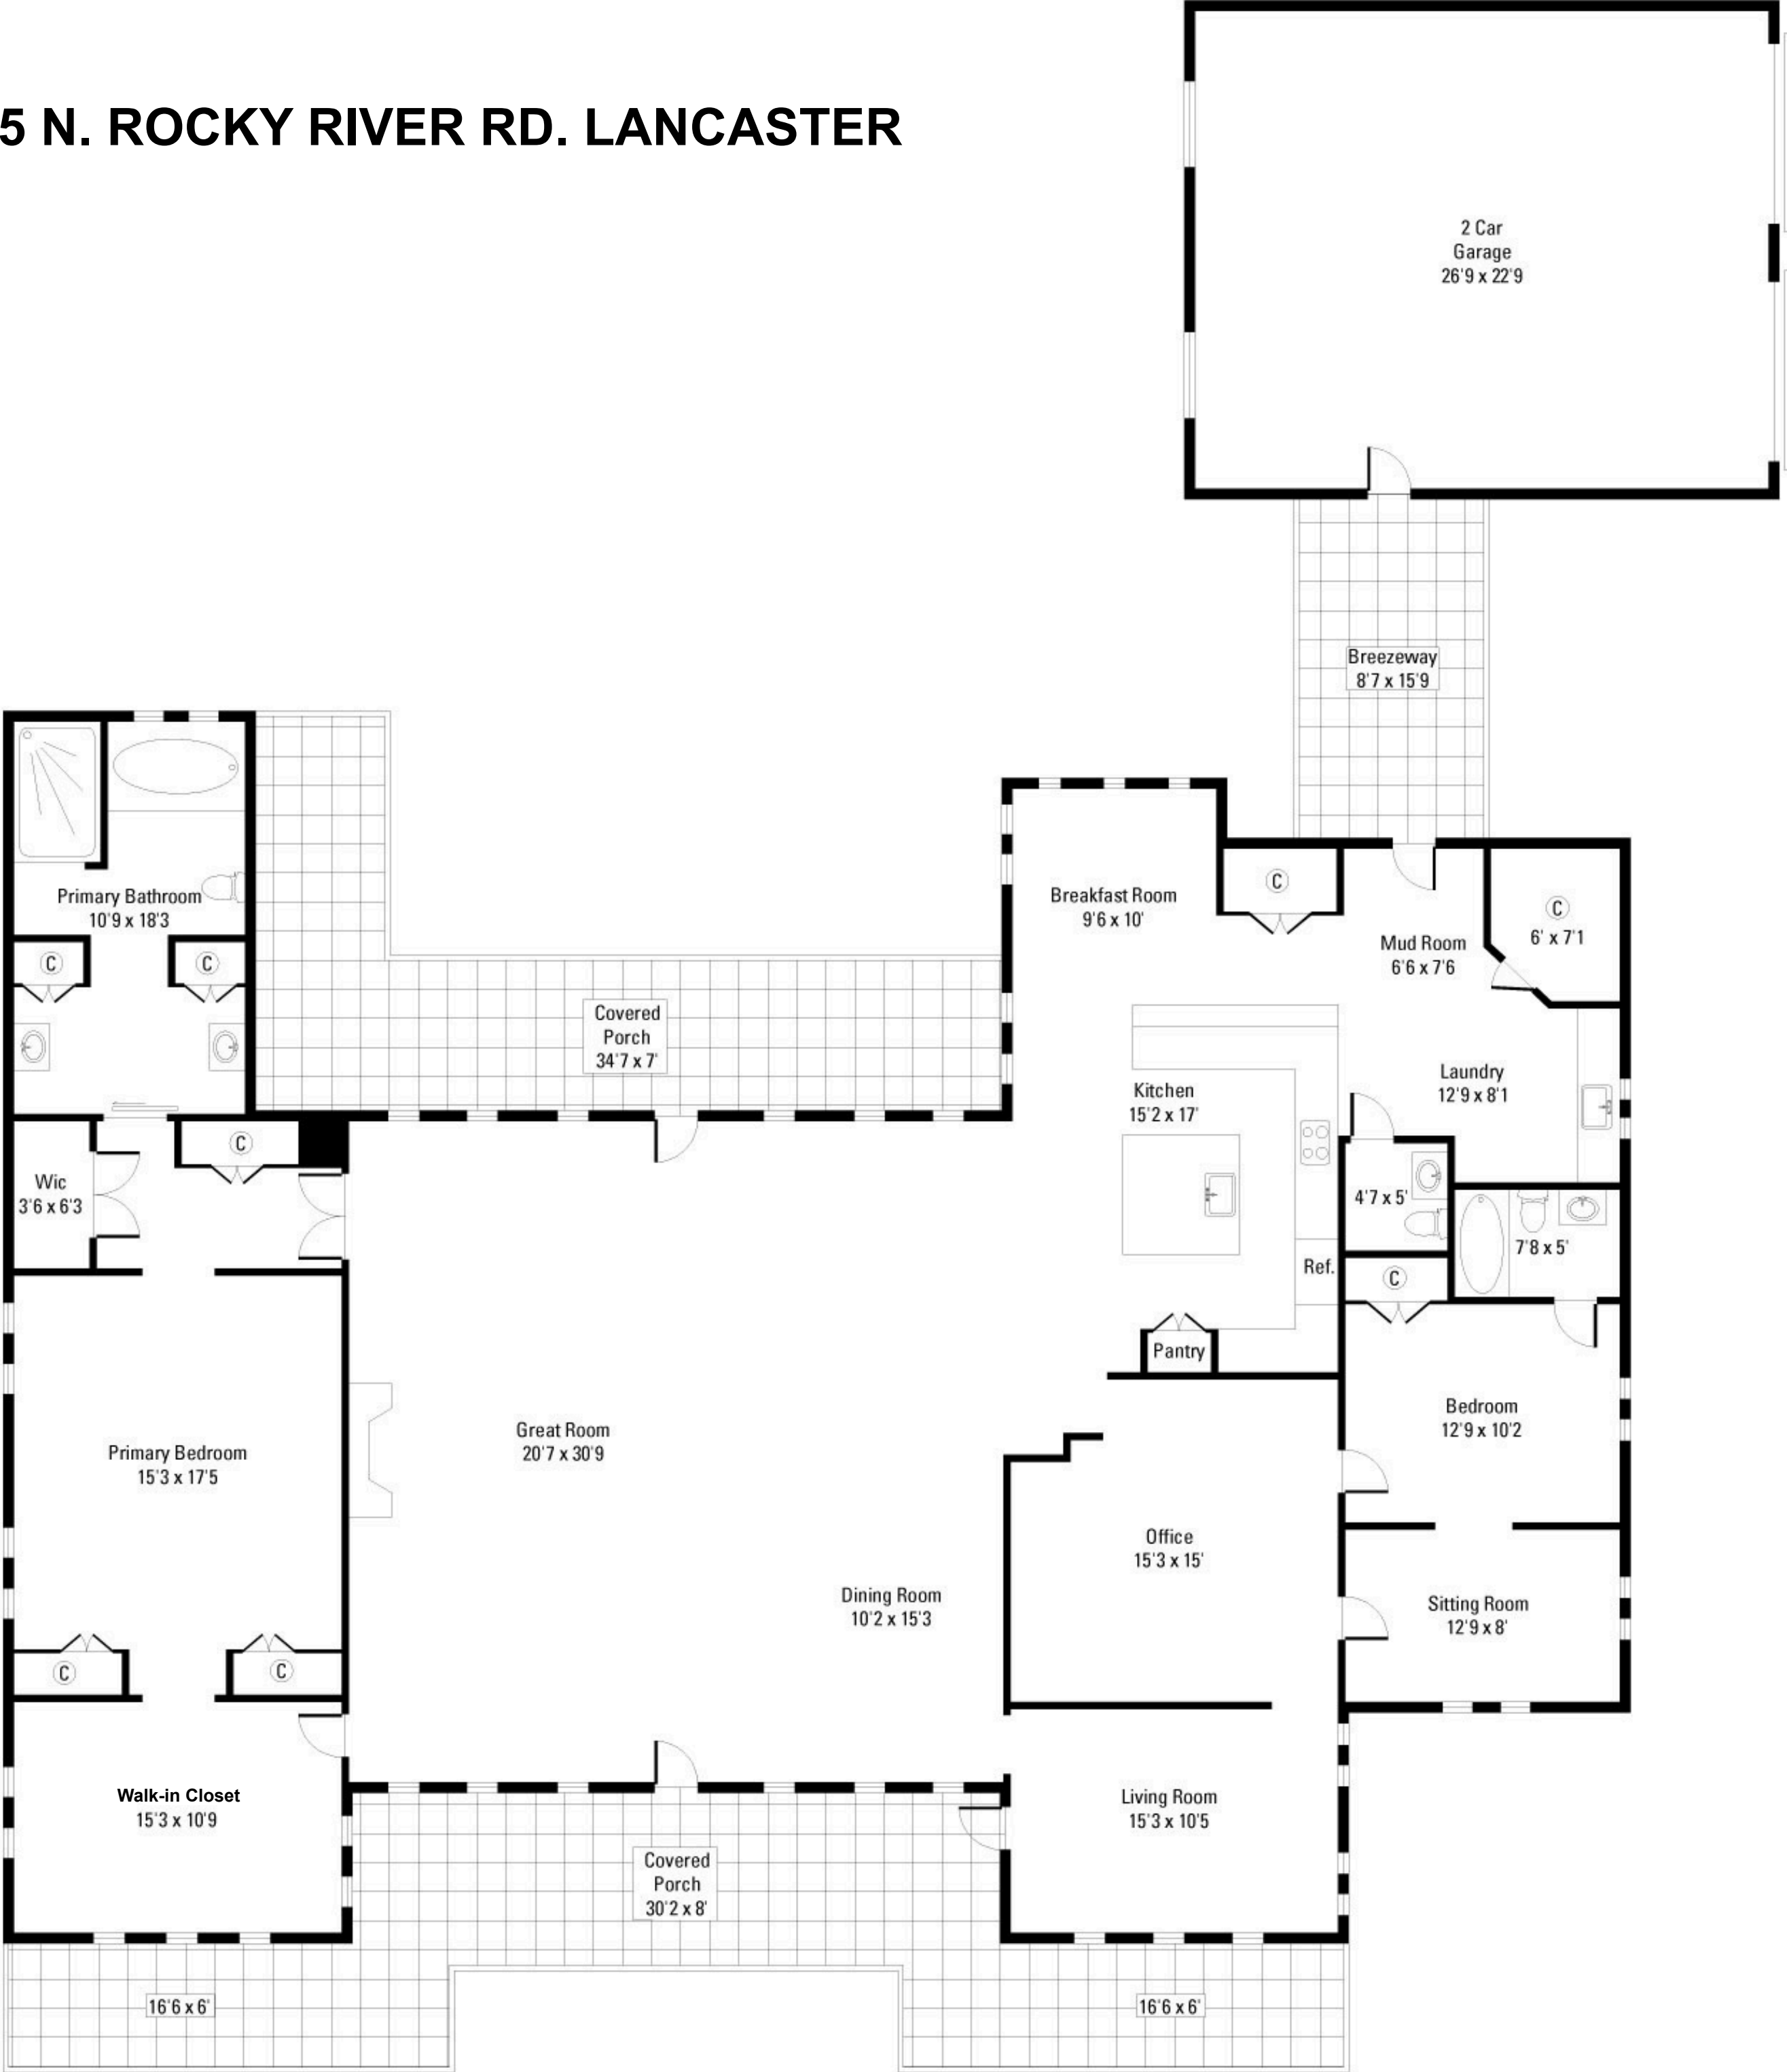 5 N. ROCKY RIVER RD. LANCASTER
2 Car
Garage
26'9 x 22'9
Breezeway
8'7 x 15'9
Primary Bathroom
10'9 x 18'3
C
C
Covered
Porch
34'7 x 7'
Breakfast Room
9'6 x 10'
C
Mud Room
6'6 x 7'6
C
6' x 7'1
Kitchen
15'2 x 17'
Laundry
12'9 x 8'1
C
Wic
3'6 x 6'3
4'7 x 5'
7'8 x 5'
Ref.
C
Pantry
Primary Bedroom
15'3 x 17'5
Great Room
20'7 x 30'9
Bedroom
12'9 x 10'2
Office
15'3 x 15'
Dining Room
10'2 x 15'3
Sitting Room
12'9 x 8'
C
C
Walk-in Closet
15'3 x 10'9
Living Room
15'3 x 10'5
Covered
Porch
30'2 x 8'
16'6 x 6'
16'6 x 6'